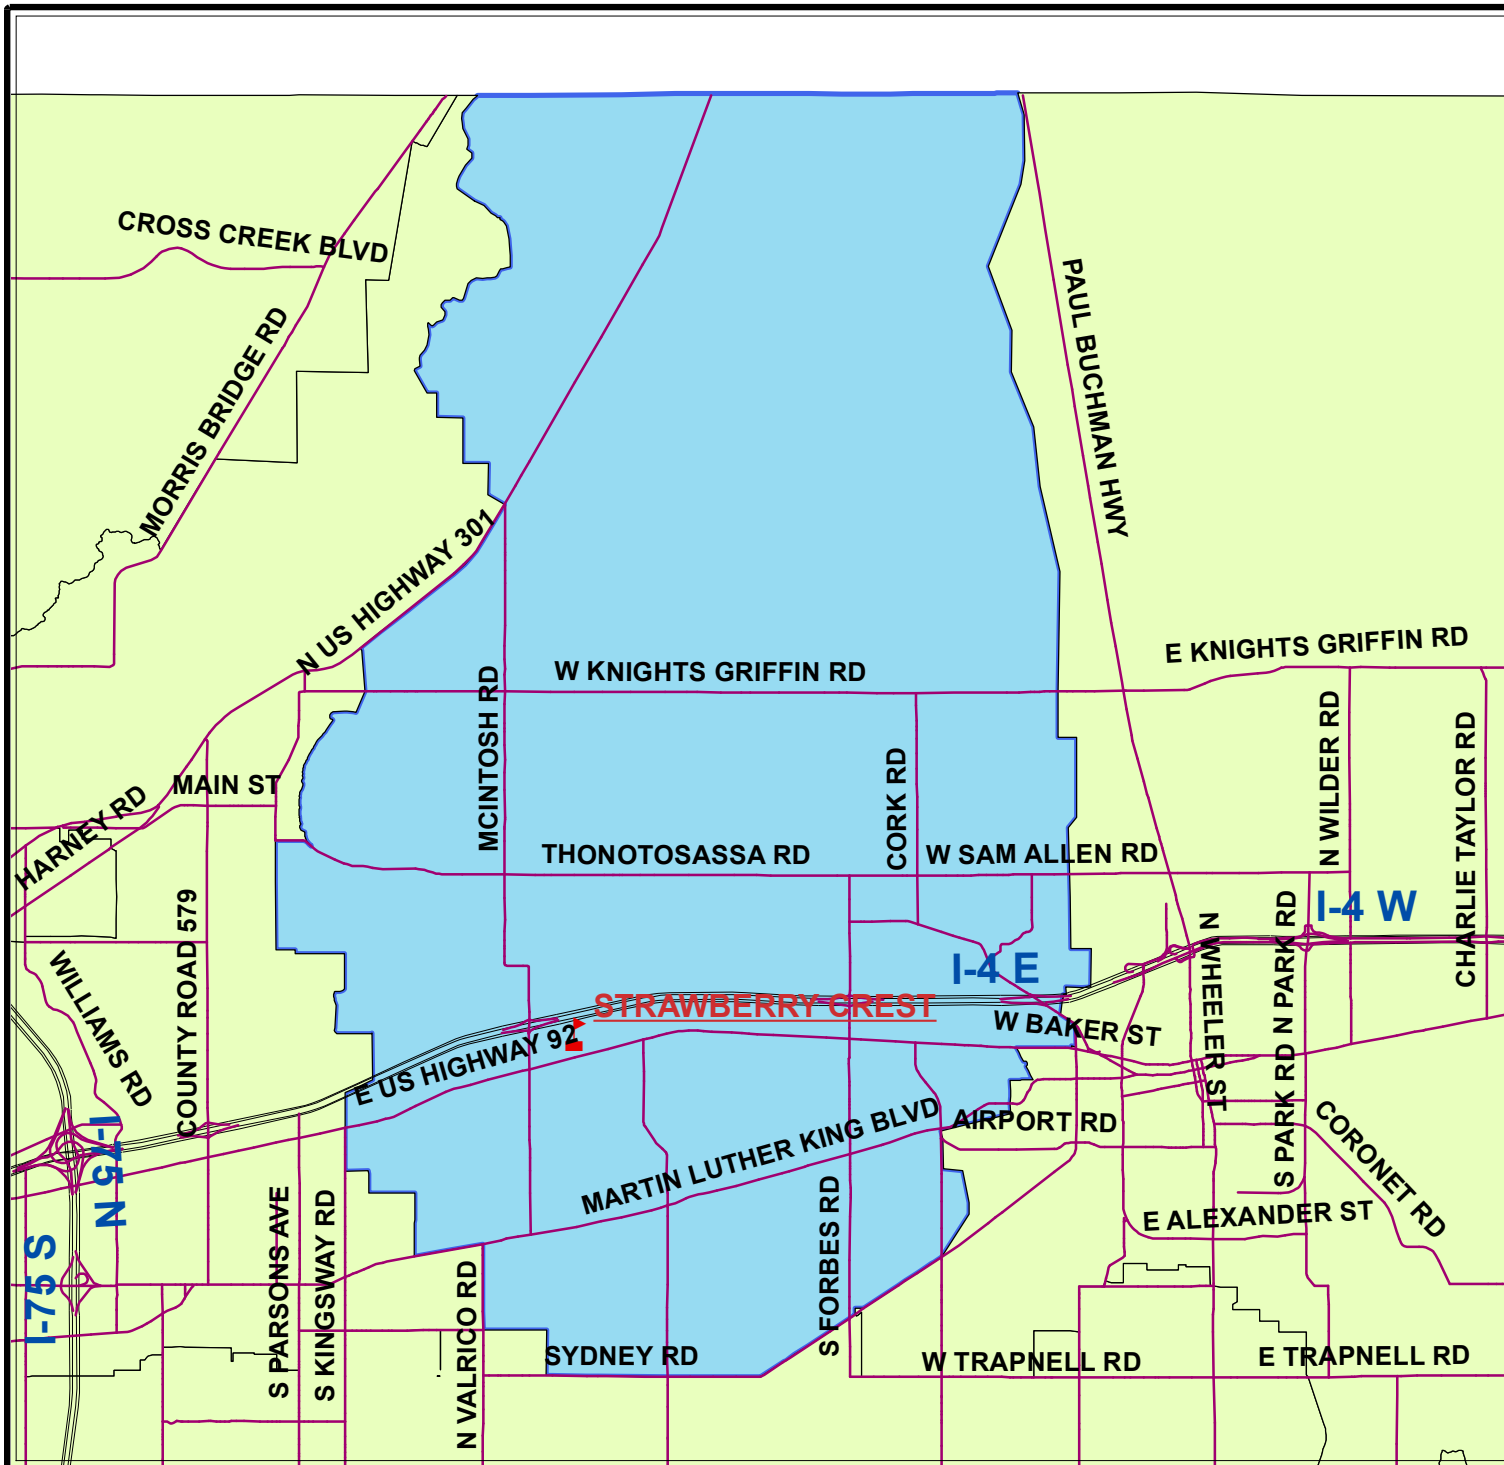 CROSS CREEK BLVD
MORRIS BRIDGE RD
PAUL BUCHMAN HWY
N US HIGHWAY 301
E KNIGHTS GRIFFIN RD
W KNIGHTS GRIFFIN RD
MCINTOSH RD
N WILDER RD
CHARLIE TAYLOR RD
CORK RD
MAIN ST
HARNEY RD
THONOTOSASSA RD
W SAM ALLEN RD
I-4 W
COUNTY ROAD 579
WILLIAMS RD
I-4 E
N WHEELER ST
S PARK RD N PARK RD
STRAWBERRY CREST
W BAKER ST
E US HIGHWAY 92
I-75 N
MARTIN LUTHER KING BLVD
AIRPORT RD
CORONET RD
S PARSONS AVE
S KINGSWAY RD
S FORBES RD
E ALEXANDER ST
I-75 S
N VALRICO RD
SYDNEY RD
W TRAPNELL RD
E TRAPNELL RD